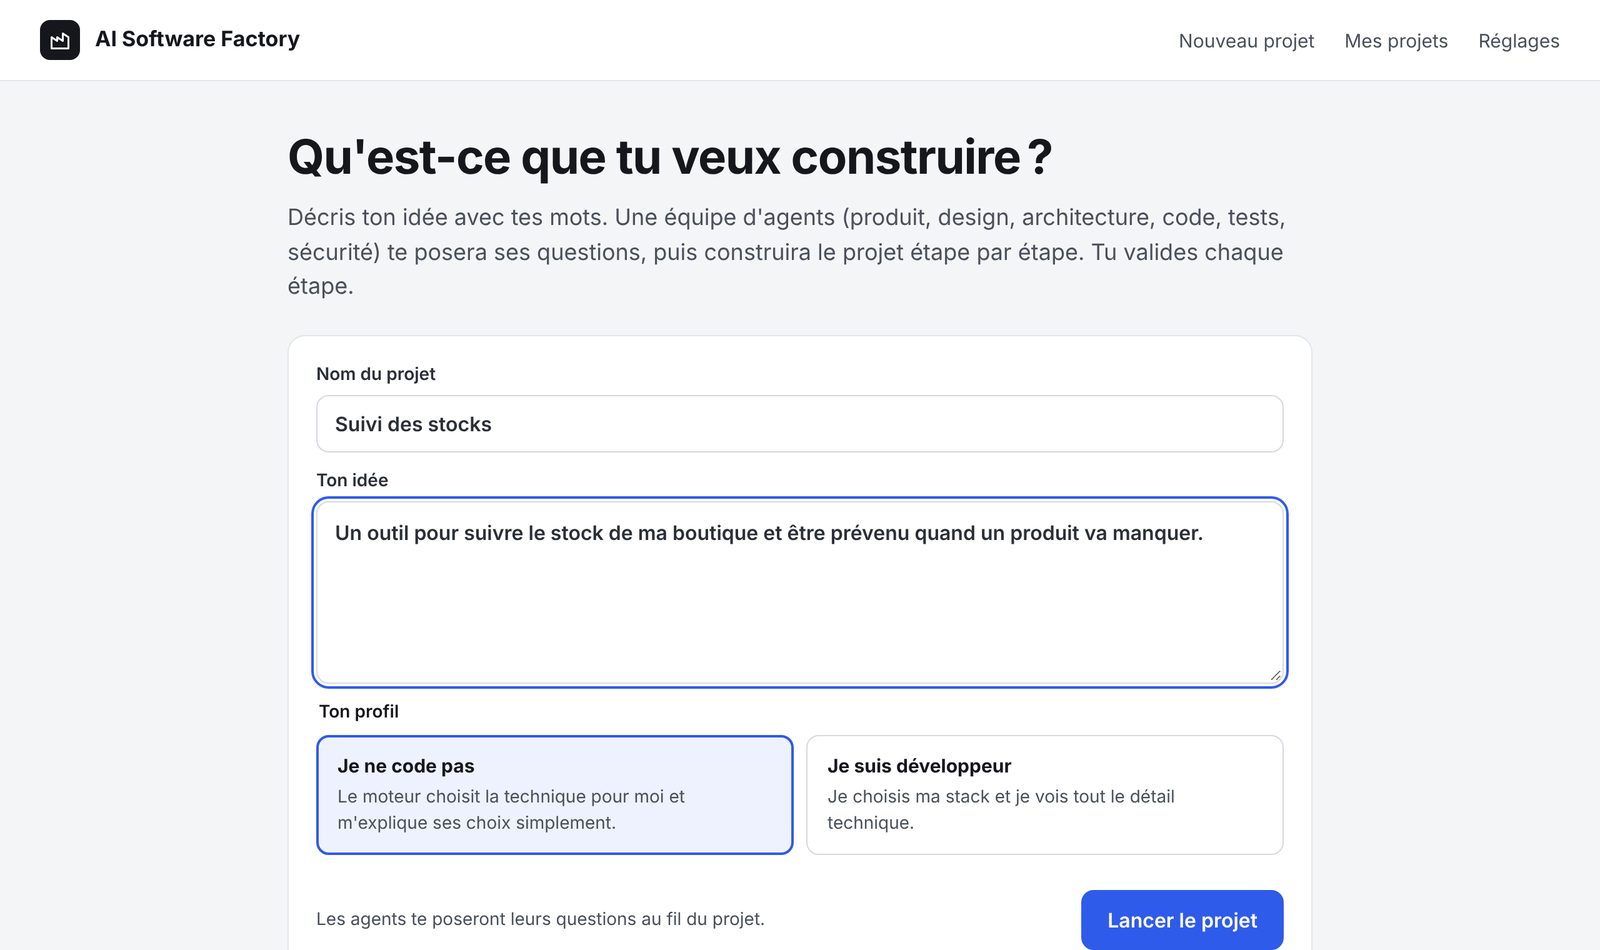 AI Software Factory
Nouveau projet
Mes projets
Réglages
Qu'est-ce que tu veux construire ?
Décris ton idée avec tes mots. Une équipe d'agents (produit, design, architecture, code, tests,
sécurité) te posera ses questions, puis construira le projet étape par étape. Tu valides chaque
étape.
Nom du projet
Suivi des stocks
Ton idée
Un outil pour suivre le stock de ma boutique et être prévenu quand un produit va manquer.
Ton profil
Je ne code pas
Le moteur choisit la technique pour moi et
m'explique ses choix simplement.
Je suis développeur
Je choisis ma stack et je vois tout le détail
technique.
Les agents te poseront leurs questions au fil du projet.
Lancer le projet